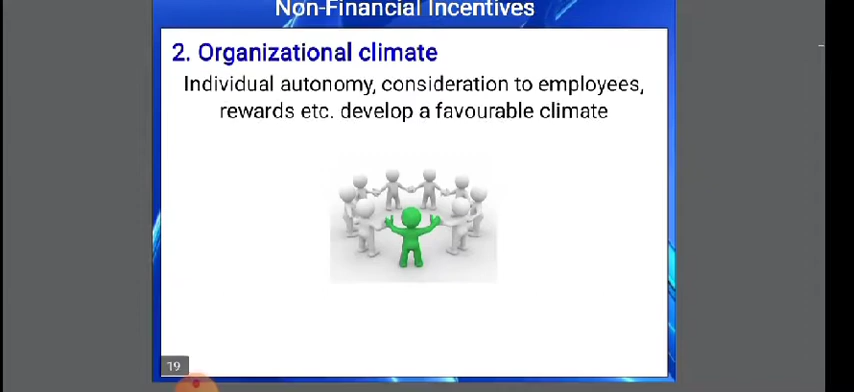 Non-Financial Incentives
2. Organizational climate
Individual autonomy, consideration to employees,
rewards etc. develop a favourable climate
19